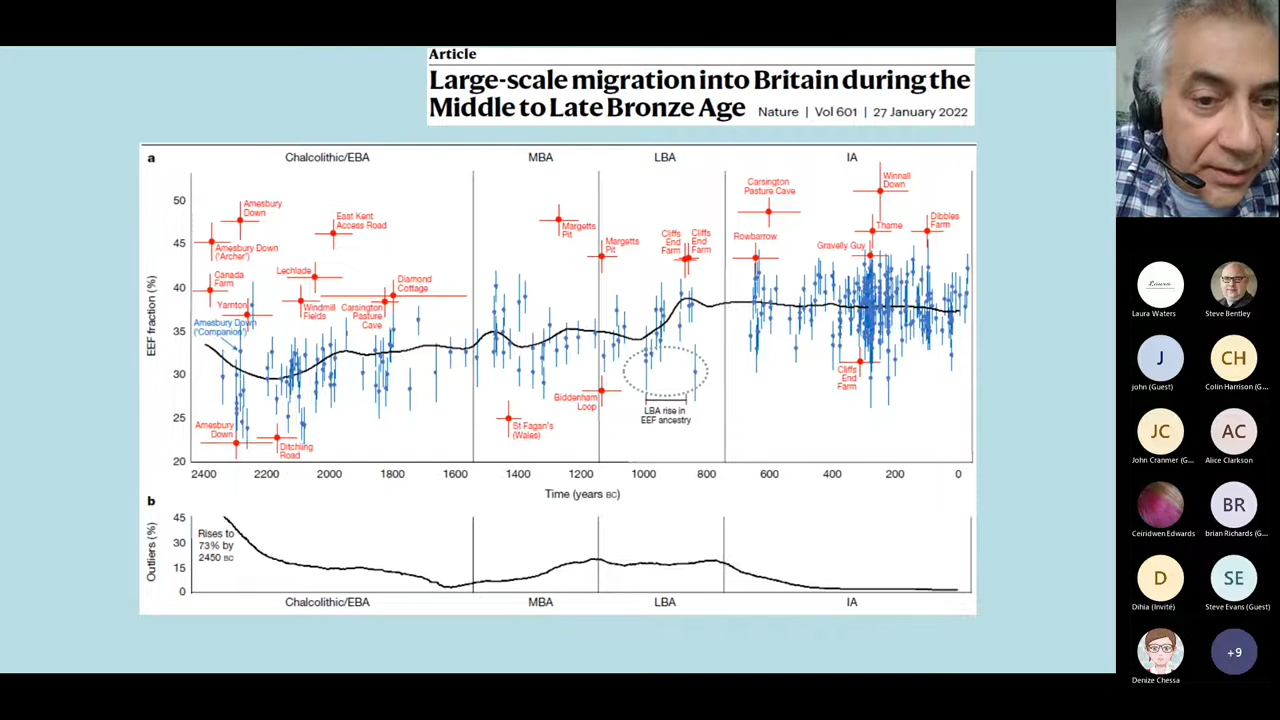 Article
Large-scale migration into Britain during the
Middle to Late Bronze Age Nature | Vol 601 | 27 January 2022
a
Chalcolithic/EBA MBA LBA IA
EEF fraction (%)
50
45
40
35
30
25
20
Amesbury
Down
Amesbury Down
('Archer')
Canada
Farm
Yarnton
Amesbury Down
('Companion')
Amesbury
Down
Ditchling
Road
East Kent
Access Road
Lechlade
Windmill
Fields
Carsington
Pasture
Cave
Diamond
Cottage
Margetts
Pit
Margetts
Pit
Biddenham
Loop
St Fagan's
(Wales)
Cliffs
End
Farm
Cliffs
End
Farm
LBA rise in
EEF ancestry
Carsington
Pasture Cave
Rowbarrow
Winnall
Down
Thame
Gravelly Guy
Dibbles
Farm
Cliffs
End
Farm
2400 2200 2000 1800 1600 1400 1200 1000 800 600 400 200 0
Time (years BC)
b
Outliers (%)
45
30
15
0
Rises to
73% by
2450 BC
Chalcolithic/EBA MBA LBA IA
Laura
Laura Waters
Steve Bentley
J
john (Guest)
CH
Colin Harrison (G...
JC
John Cranmer (G...
AC
Alice Clarkson
Ceiridwen Edwards
BR
brian Richards (G...
D
Dihia (Invité)
SE
Steve Evans (Guest)
Denize Chessa
+9